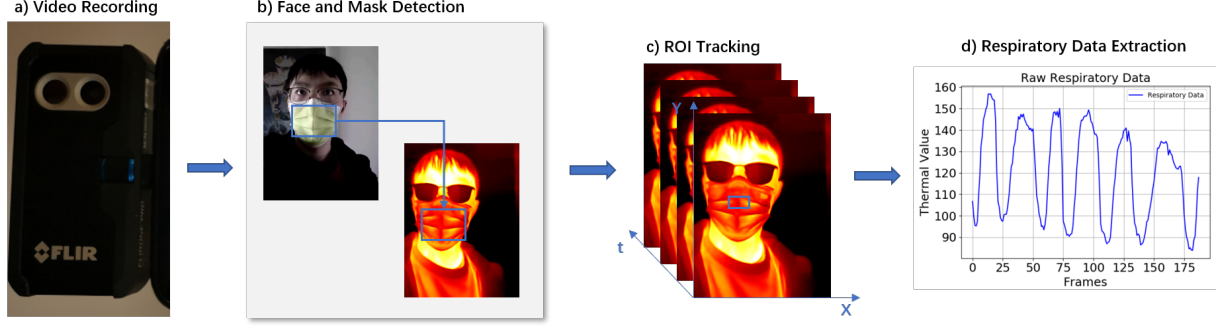 a) Video Recording
b) Face and Mask Detection
c) ROI Tracking
d) Respiratory Data Extraction
FLIR
Y
t
X
Raw Respiratory Data
Respiratory Data
Thermal Value
160
150
140
130
120
110
100
90
0 25 50 75 100 125 150 175
Frames